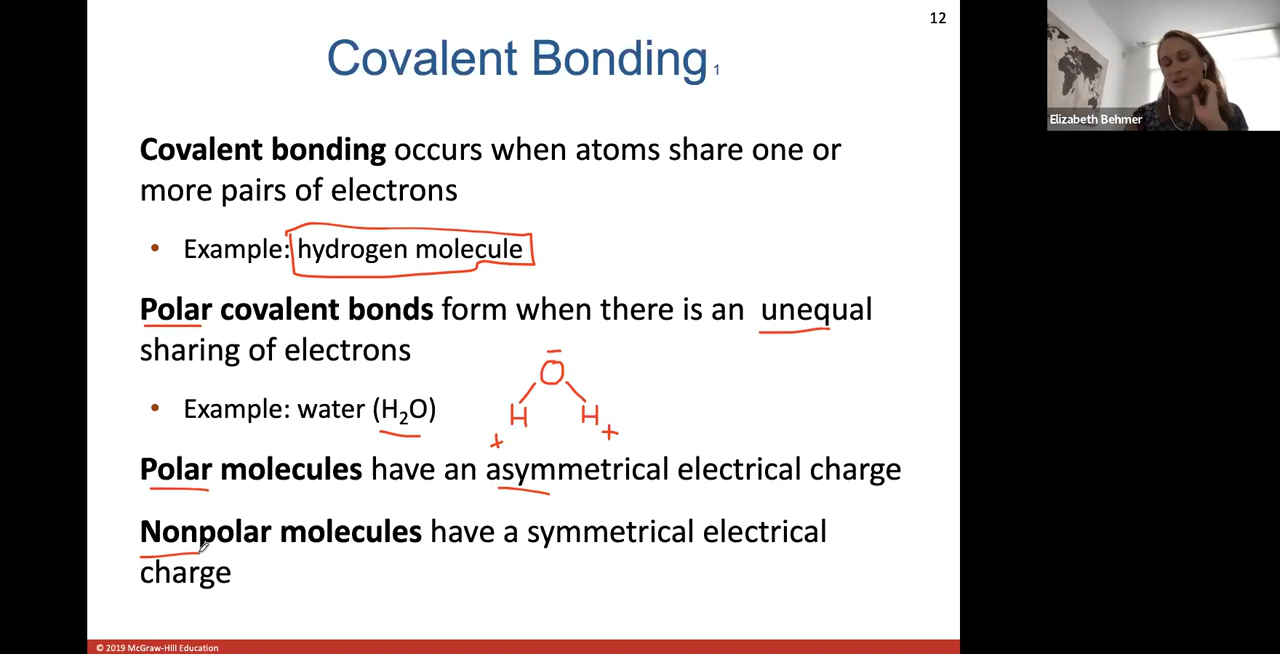 12
Covalent Bonding 1
Elizabeth Behmer
Covalent bonding occurs when atoms share one or
more pairs of electrons
• Example: hydrogen molecule
Polar covalent bonds form when there is an unequal
sharing of electrons
O
• Example: water (H₂O)
H H
+ +
Polar molecules have an asymmetrical electrical charge
Nonpolar molecules have a symmetrical electrical
charge
© 2019 McGraw-Hill Education